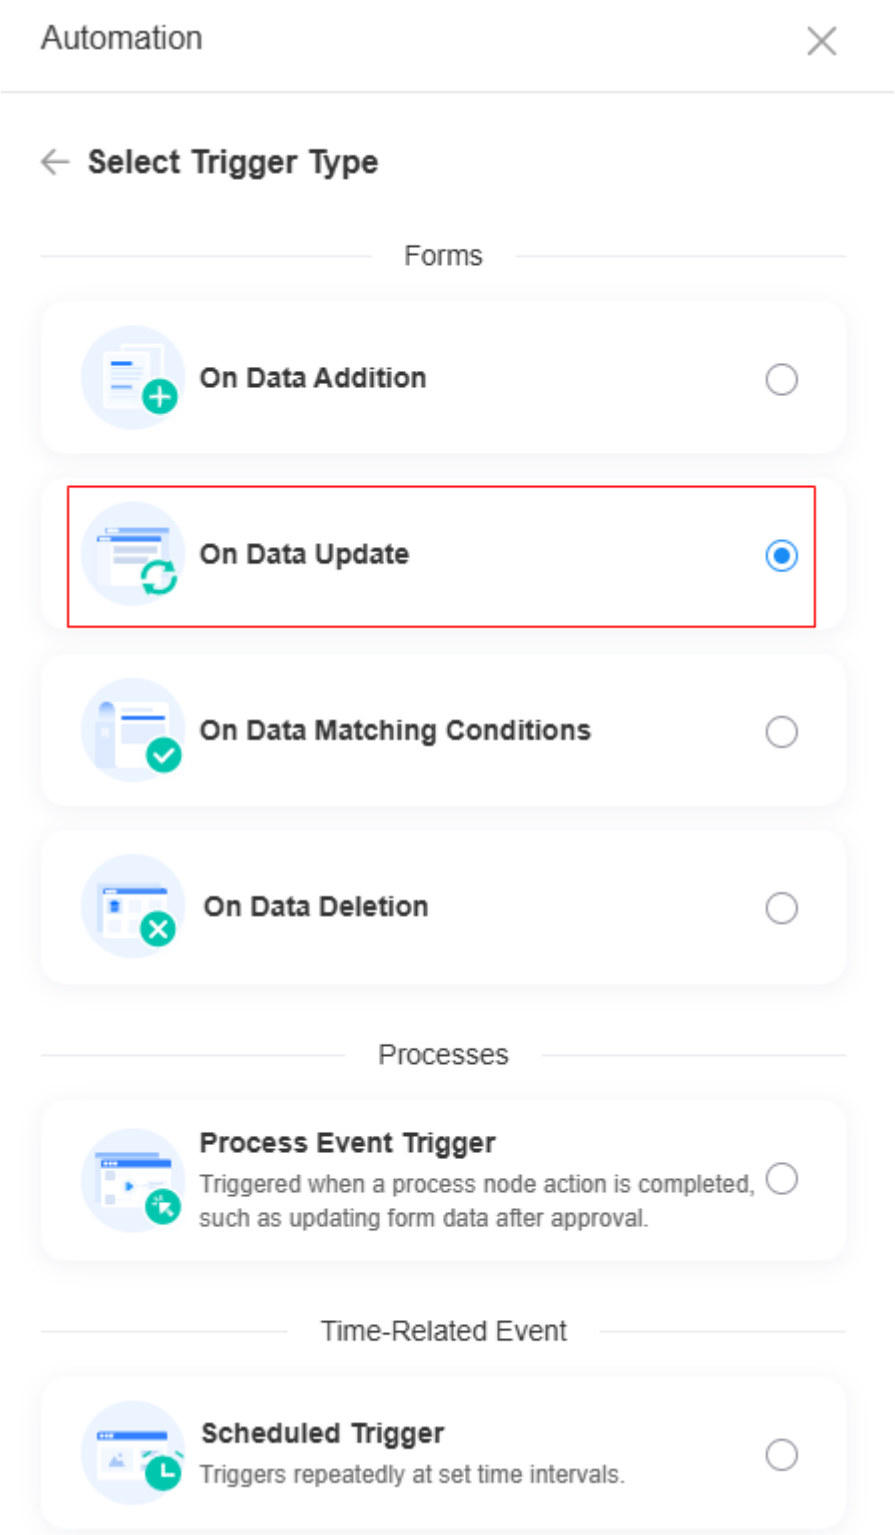 Automation
Select Trigger Type
Forms
On Data Addition
On Data Update
On Data Matching Conditions
On Data Deletion
Processes
Process Event Trigger
Triggered when a process node action is completed,
such as updating form data after approval.
Time-Related Event
Scheduled Trigger
Triggers repeatedly at set time intervals.